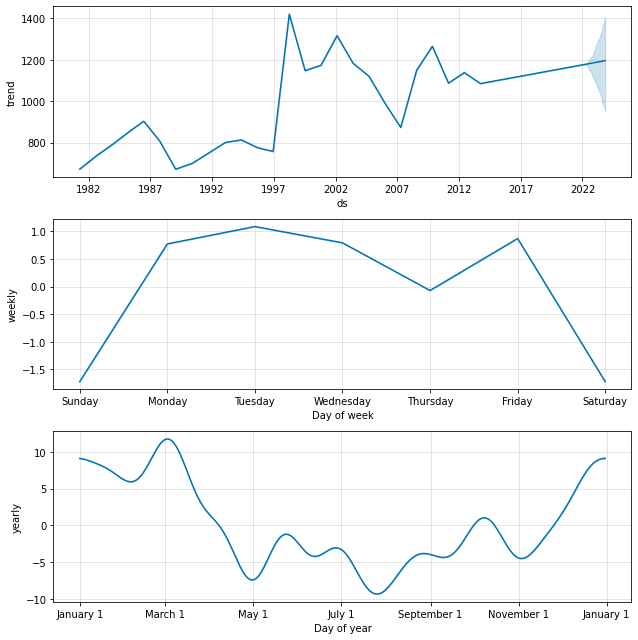 1400
1200
1000
800
trend
1982 1987 1992 1997 2002 2007 2012 2017 2022
ds
1.0
0.5
0.0
−0.5
−1.0
−1.5
weekly
Sunday Monday Tuesday Wednesday Thursday Friday Saturday
Day of week
10
5
0
−5
−10
yearly
January 1 March 1 May 1 July 1 September 1 November 1 January 1
Day of year